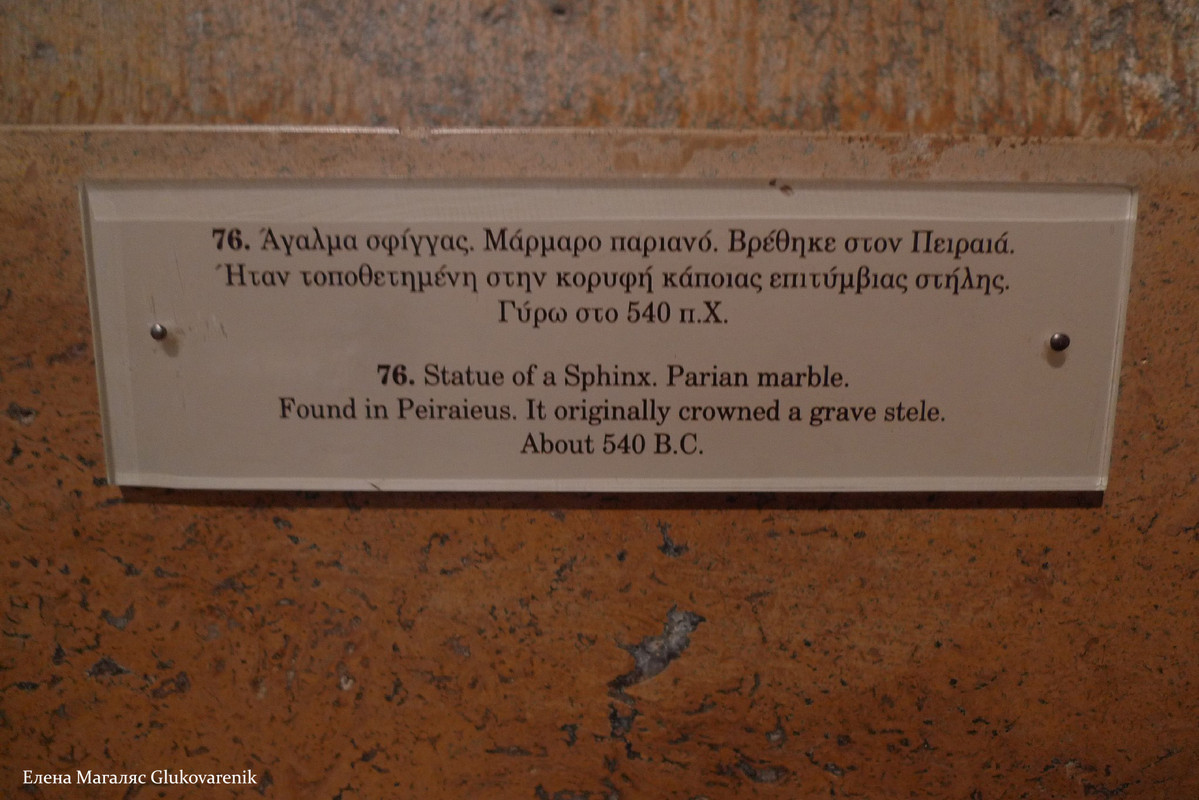 76. Άγαλμα σφίγγας. Μάρμαρο παριανό. Βρέθηκε στον Πειραιά.
Ήταν τοποθετημένη στην κορυφή κάποιας επιτύμβιας στήλης.
Γύρω στο 540 π.Χ.
76. Statue of a Sphinx. Parian marble.
Found in Peiraieus. It originally crowned a grave stele.
About 540 B.C.
Елена Магаляс Glukovarenik